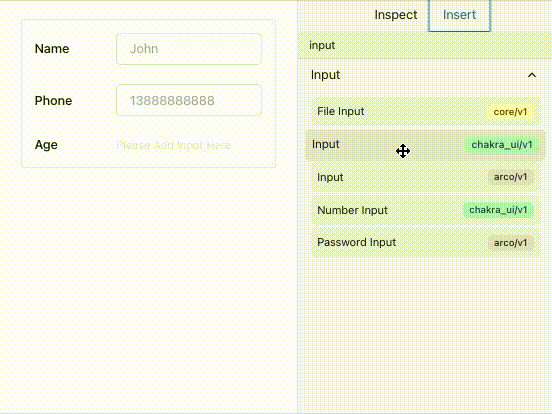 Inspect Insert
input
Input
Name John
Phone 13888888888
Age Please Add Input Here
File Input core/v1
Input chakra_ui/v1
Input arco/v1
Number Input chakra_ui/v1
Password Input arco/v1